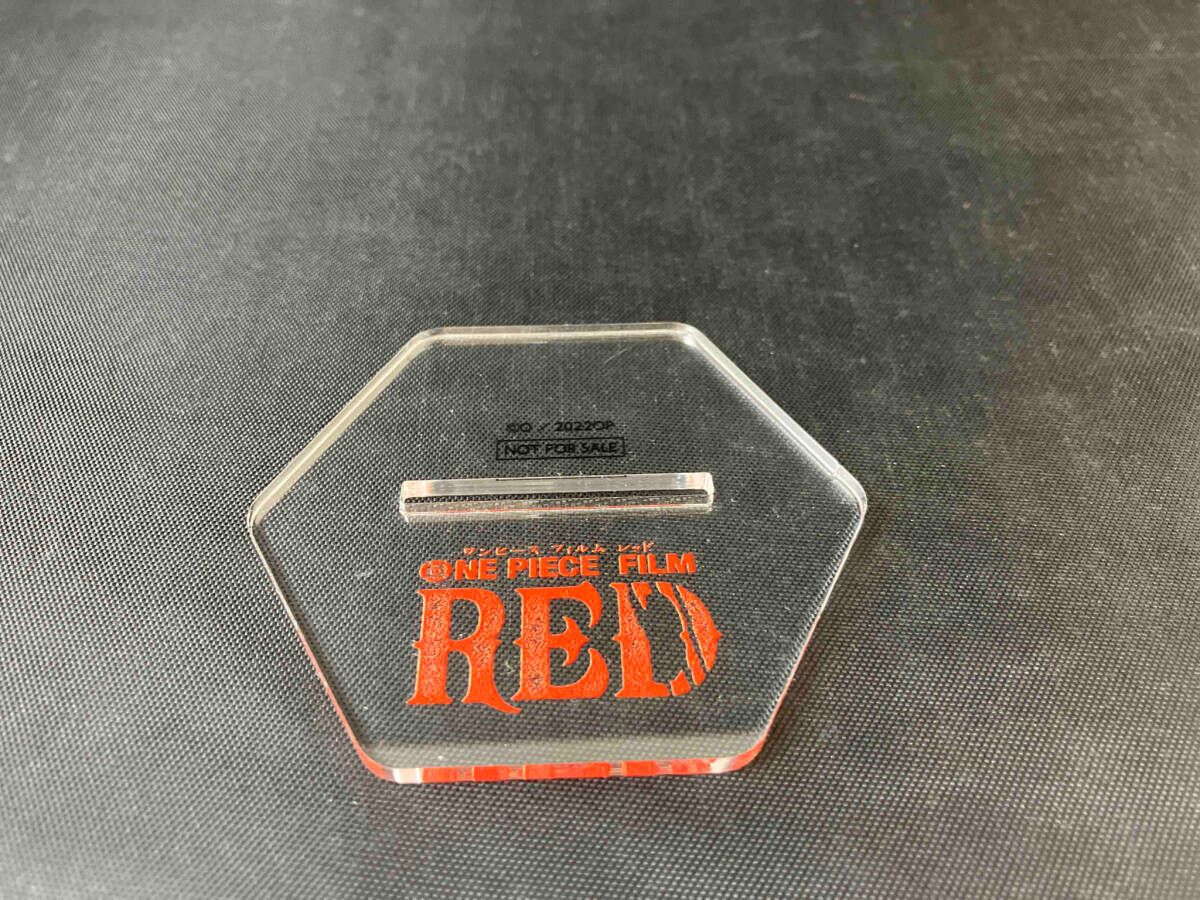 ©O / 2022OP
NOT FOR SALE
ワンピース フィルム レッド
ONE PIECE FILM
RED